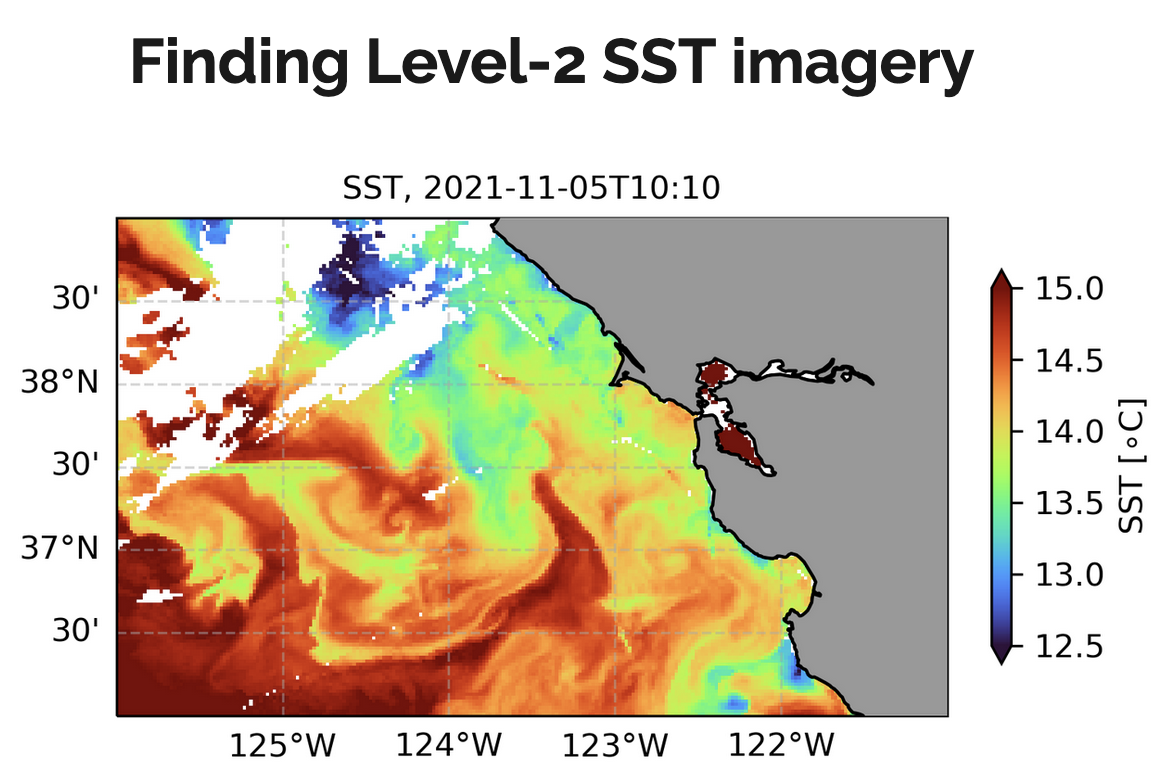 Finding Level-2 SST imagery
SST, 2021-11-05T10:10
30'
38°N
30'
37°N
30'
125°W
124°W
123°W
122°W
15.0
14.5
14.0
13.5
13.0
12.5
SST [∘C]